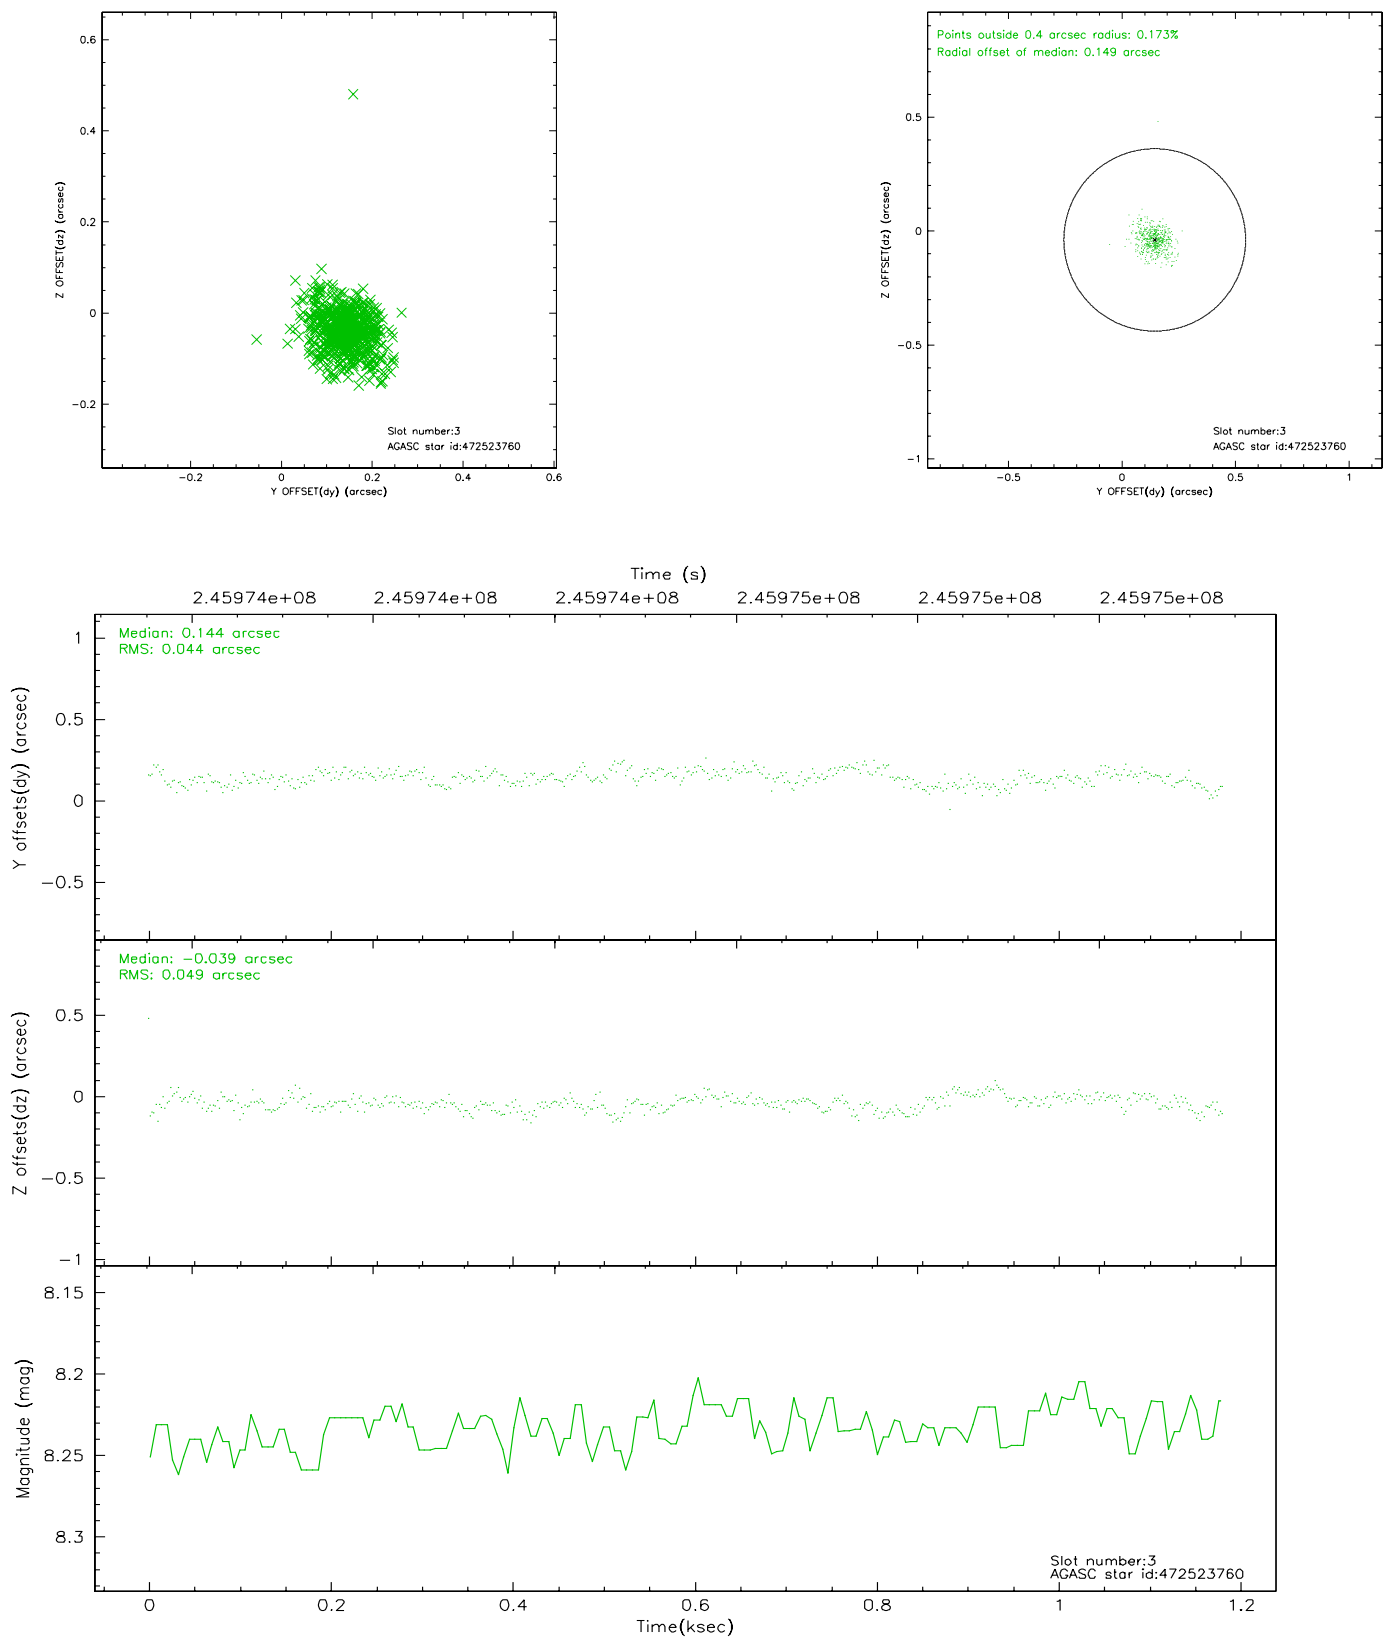 0.6
0.4
0.2
0
−0.2
Z OFFSET(dz) (arcsec)
Slot number:3
AGASC star id:472523760
−0.2 0 0.2 0.4 0.6
Y OFFSET(dy) (arcsec)
Points outside 0.4 arcsec radius: 0.173%
Radial offset of median: 0.149 arcsec
0.5
0
−0.5
−1
Z OFFSET(dz) (arcsec)
Slot number:3
AGASC star id:472523760
−0.5 0 0.5 1
Y OFFSET(dy) (arcsec)
Time (s)
2.45974e+08 2.45974e+08 2.45974e+08 2.45975e+08 2.45975e+08 2.45975e+08
Median: 0.144 arcsec
RMS: 0.044 arcsec
1
0.5
0
−0.5
Y offsets(dy) (arcsec)
Median: −0.039 arcsec
RMS: 0.049 arcsec
0.5
0
−0.5
−1
Z offsets(dz) (arcsec)
8.15
8.2
8.25
8.3
Magnitude (mag)
Slot number:3
AGASC star id:472523760
0 0.2 0.4 0.6 0.8 1 1.2
Time(ksec)